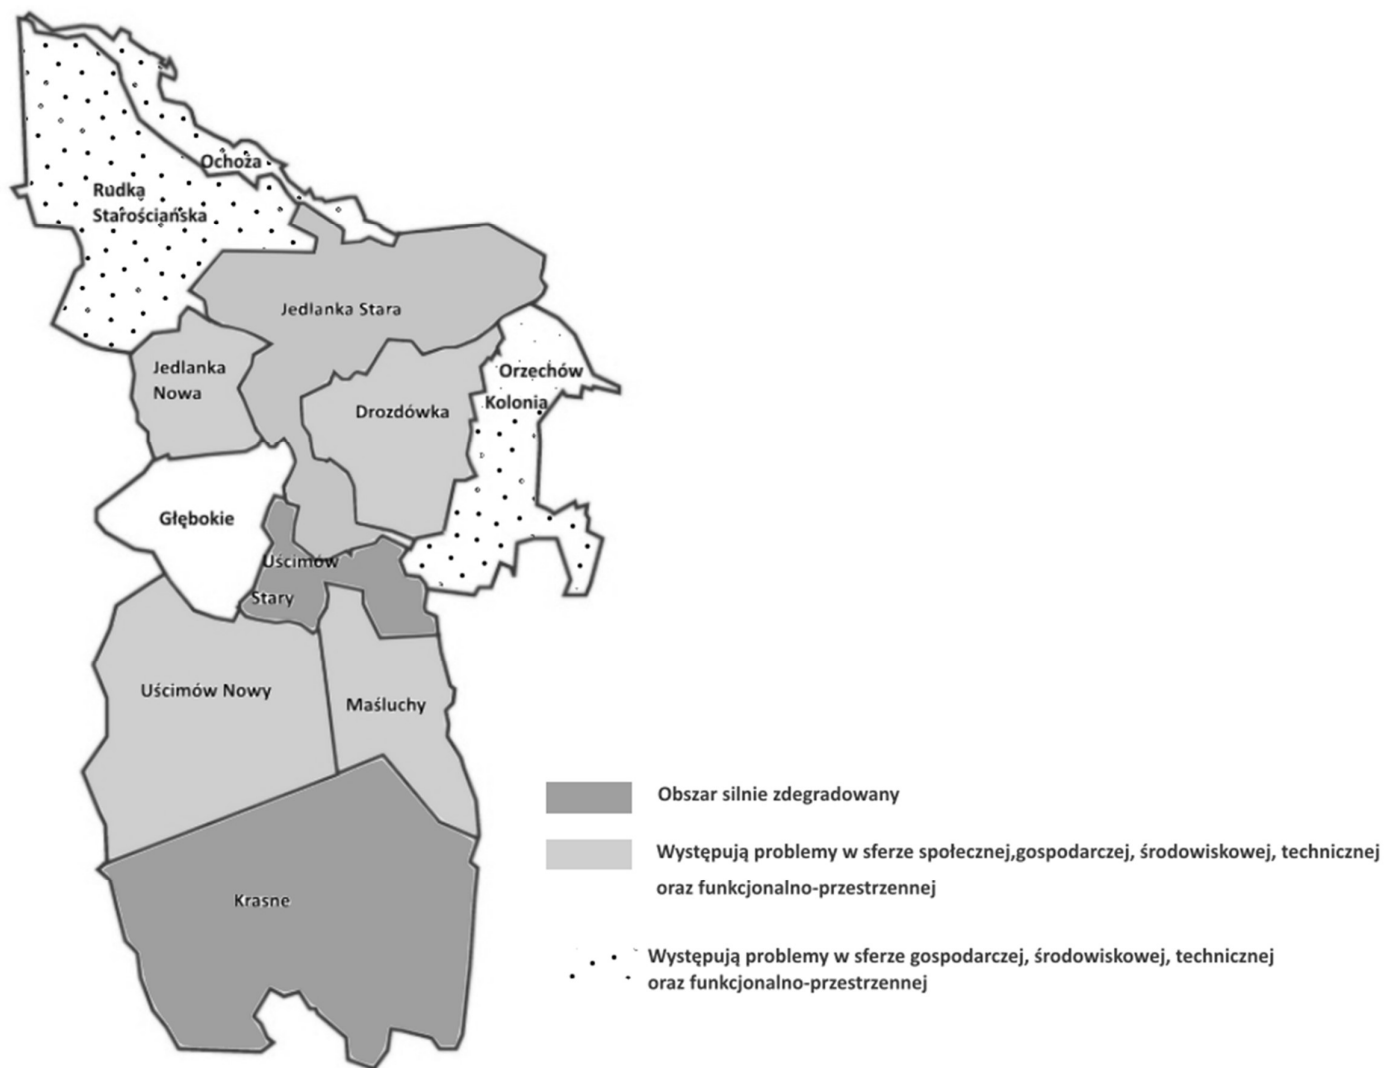 Ochoża
Rudka
Starościańska
Jedlanka Stara
Jedlanka
Nowa
Orzechów
Kolonia
Drozdówka
Głębokie
Uścimów
Stary
Uścimów Nowy
Maśluchy
Krasne
Obszar silnie zdegradowany
Występują problemy w sferze społecznej,gospodarczej, środowiskowej, technicznej
oraz funkcjonalno-przestrzennej
Występują problemy w sferze gospodarczej, środowiskowej, technicznej
oraz funkcjonalno-przestrzennej